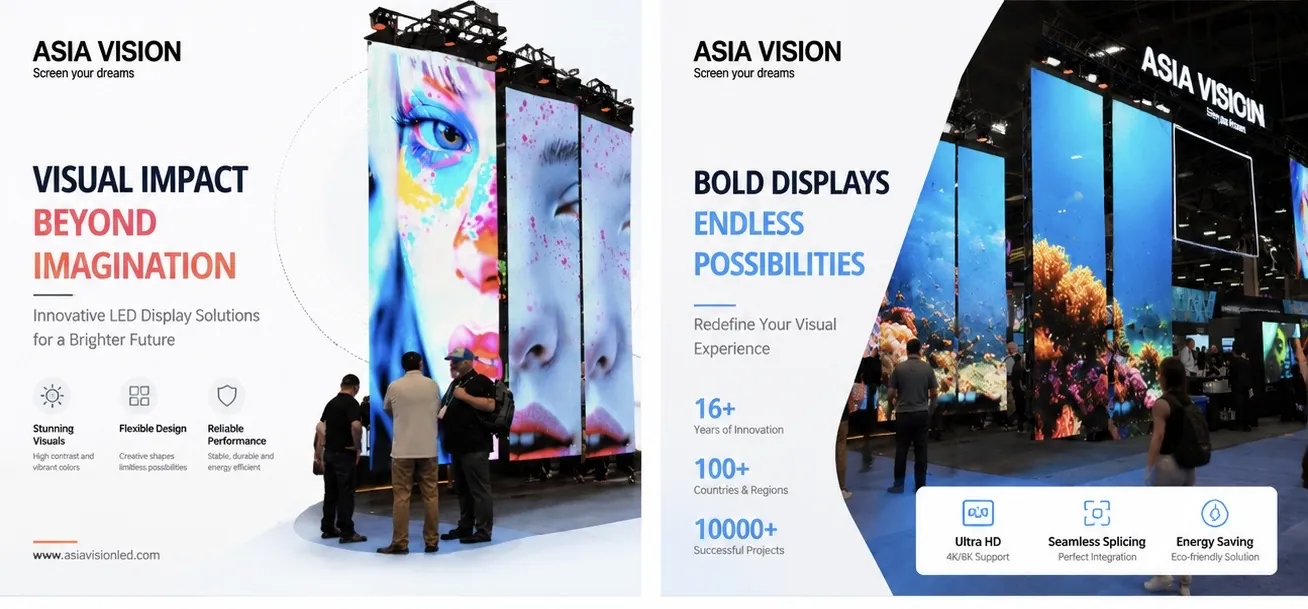 ASIA VISION
Screen your dreams
VISUAL IMPACT
BEYOND
IMAGINATION
Innovative LED Display Solutions
for a Brighter Future
Stunning
Visuals
High contrast and
vibrant colors
Flexible Design
Creative shapes
limitless possibilities
Reliable
Performance
Stable, durable and
energy efficient
www.asiavisionled.com
ASIA VISION
Screen your dreams
BOLD DISPLAYS
ENDLESS
POSSIBILITIES
Redefine Your Visual
Experience
16+
Years of Innovation
100+
Countries & Regions
10000+
Successful Projects
ASIA VISICIN
Ultra HD
4K/8K Support
Seamless Splicing
Perfect Integration
Energy Saving
Eco-friendly Solution